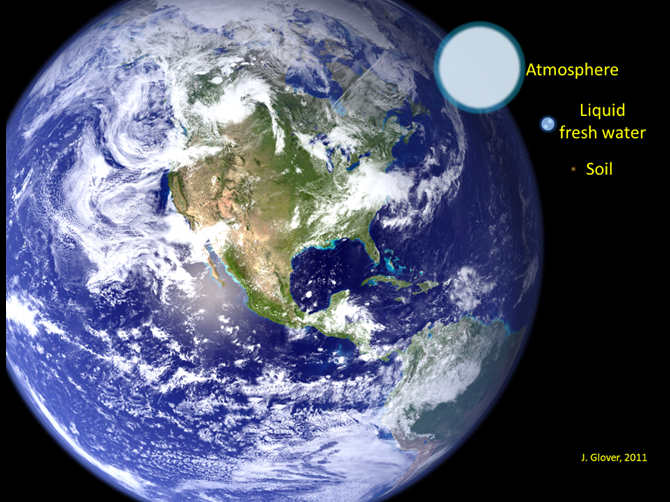 Atmosphere
Liquid
fresh water
Soil
J. Glover, 2011